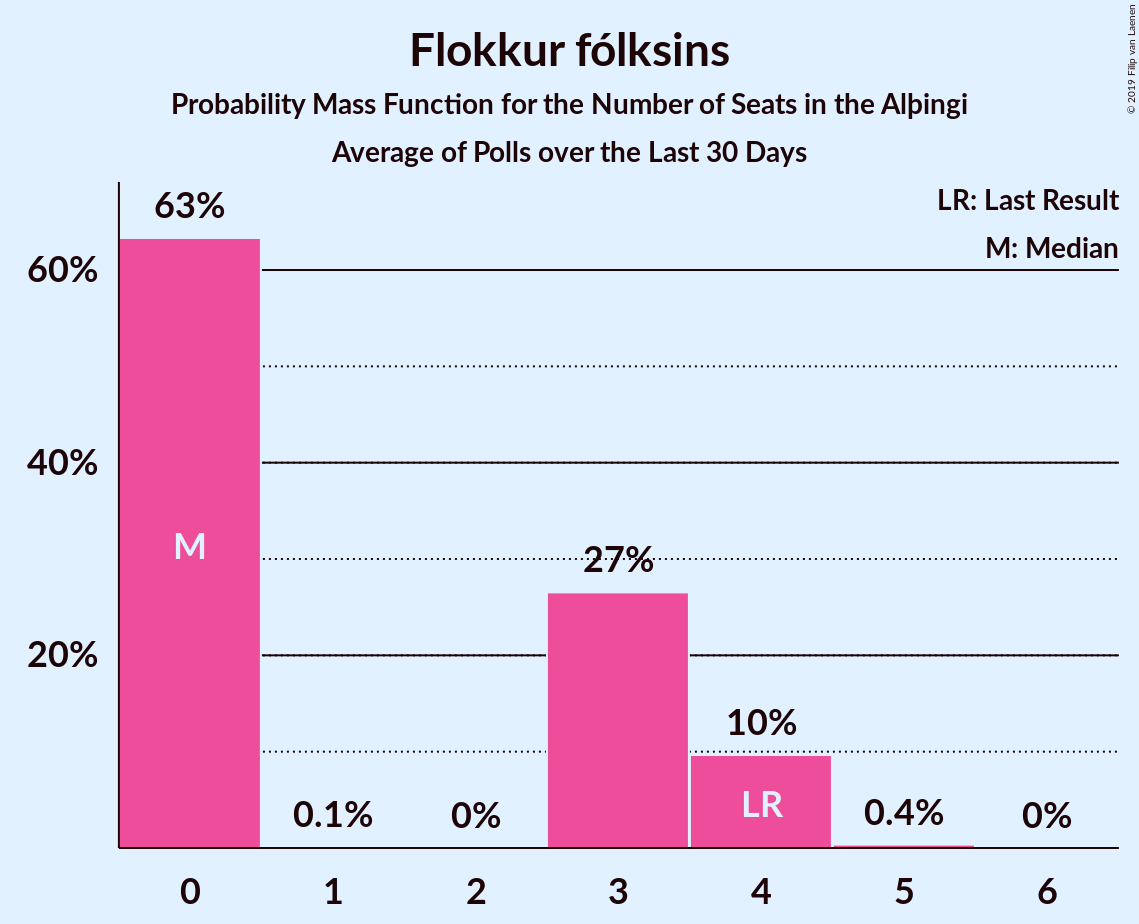 Flokkur fólksins
Probability Mass Function for the Number of Seats in the Alþingi
Average of Polls over the Last 30 Days
© 2019 Filip van Laenen
LR: Last Result
M: Median
63%
60%
40%
20%
M
0.1%
0%
27%
10%
LR
0.4%
0%
0 1 2 3 4 5 6